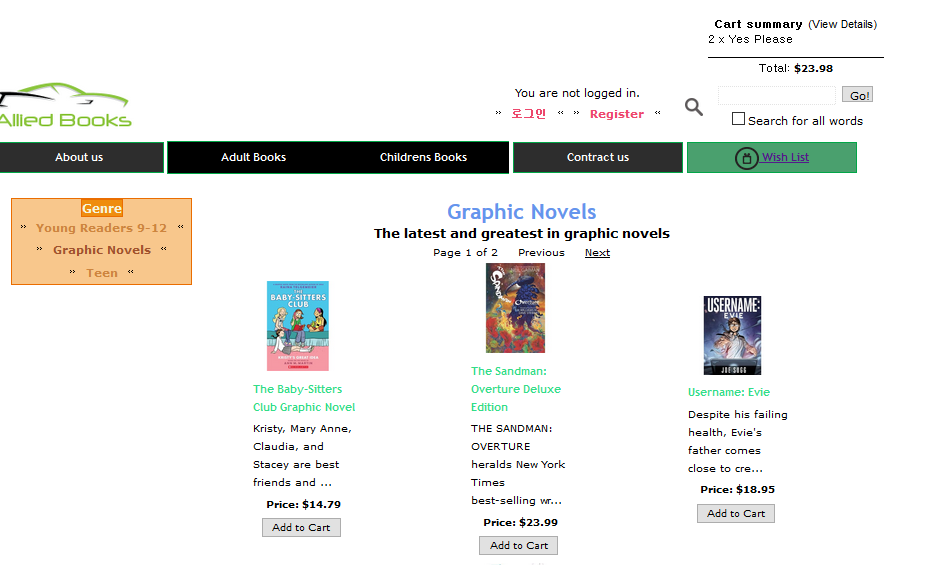 Cart summary (View Details)
2 x Yes Please
Total: $23.98
Allied Books
You are not logged in.
» 로그인 « » Register «
Go!
Search for all words
About us
Adult Books
Childrens Books
Contract us
Wish List
Genre
» Young Readers 9-12 «
» Graphic Novels «
» Teen «
Graphic Novels
The latest and greatest in graphic novels
Page 1 of 2 Previous Next
THE
BABY-SITTERS
CLUB
The Baby-Sitters
Club Graphic Novel
Kristy, Mary Anne,
Claudia, and
Stacey are best
friends and ...
Price: $14.79
Add to Cart
Overture
The Sandman:
Overture Deluxe
Edition
THE SANDMAN:
OVERTURE
heralds New York
Times
best-selling wr...
Price: $23.99
Add to Cart
USERNAME:
EVIE
JOE SUGG
Username: Evie
Despite his failing
health, Evie's
father comes
close to cre...
Price: $18.95
Add to Cart